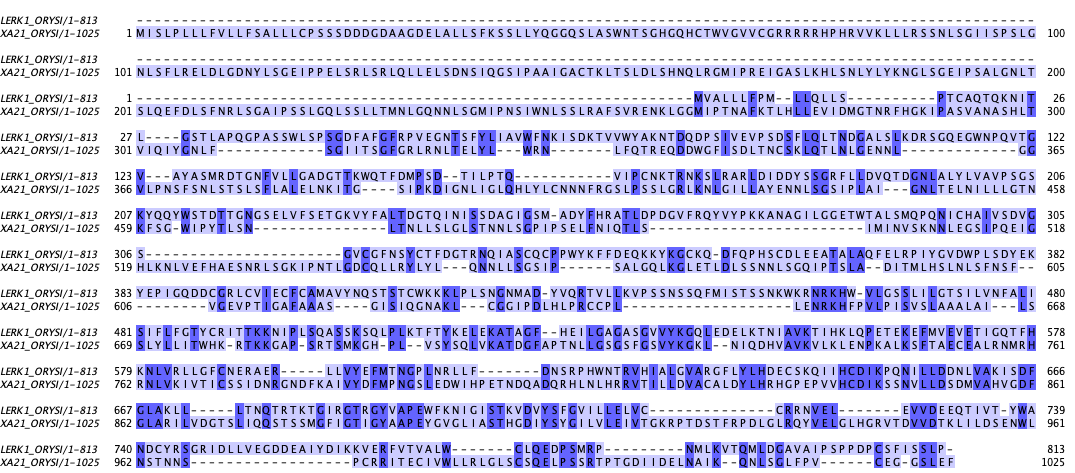 LERK1_ORYSI/1-813 ----------------------------------------------------------------------------------------------------
XA21_ORYSI/1-1025 1 MISLPLLLFVLLFSALLLCPSSSDDDGDAAGDELALLSFKSSLLYQGGQSLASWNTSGHGQHCTWVGVVCGRRRRRHPHRVVKLLLRSSNLSGIISPSLG 100
LERK1_ORYSI/1-813 ----------------------------------------------------------------------------------------------------
XA21_ORYSI/1-1025 101 NLSFLRELDLGDNYLSGEIPPELSRLSRLQLLELSDNSIQGSIPAAIGACTKLTSLDLSHNQLRGMIPREIGASLKHLSNLYLYKNGLSGEIPSALGNLT 200
LERK1_ORYSI/1-813 1 --------------------------------------------------------------MVALLLFPM--LLQLLS----------PTCAQTQKNIT 26
XA21_ORYSI/1-1025 201 SLQEFDLSFNRLSGAIPSSLGQLSSLLTMNLGQNNLSGMIPNSIWNLSSLRAFSVRENKLGGMIPTNAFKTLHLLEVIDMGTNRFHGKIPASVANASHLT 300
LERK1_ORYSI/1-813 27 L----GSTLAPQGPASSWLSPSGDFAFGFRPVEGNTSFYLIAVWFNKISDKTVVWYAKNTDQDPSIVEVPSDSFLQLTNDGALSLKDRSGQEGWNPQVTG 122
XA21_ORYSI/1-1025 301 VIQIYGNLF------------SGIITSGFGRLRNLTELYL---WRN----------LFQTREQDDWGFISDLTNCSKLQTLNLGENNL----------GG 365
LERK1_ORYSI/1-813 123 V----AYASMRDTGNFVLLGADGTTKWQTFDMPSD--TILPTQ-----------VIPCNKTRNKSLRARLDIDDYSSGRFLLDVQTDGNLALYLVAVPSGS 206
XA21_ORYSI/1-1025 366 VLPNSFSNLSTSLSFLALELNKITG----SIPKDIGNLIGLQHLYLCNNNFRGSLPSSLGRLKNLGILLAYENNLSGSIPLAI---GNLTELNILLLGTN 458
LERK1_ORYSI/1-813 207 KYQQYWSTDTTGNGSELVFSETGKVYFALTDGTQINISSDAGIGSM-ADYFHRATLDPDGVFRQYVYPKKANAGILGGETWTALSMQPQNICHAIVSDVG 305
XA21_ORYSI/1-1025 459 KFSG-WIPYTLSN---------------LTNLLSLGLSTNNLSGPIPSELFNIQTLS------------------------IMINVSKNNLEGSIPQEIG 518
LERK1_ORYSI/1-813 306 S----------------------GVCGFNSYCTFDGTRNQIASCQCPPWYKFFDEQKKYKGCKQ-DFQPHSCDLEEATALAQFELRPIYGVDWPLSDYEK 382
XA21_ORYSI/1-1025 519 HLKNLVEFHAESNRLSGKIPNTLGDCQLLRYLYL---QNNLLSGSIP------SALGQLKGLETLDLSSNNLSGQIPTSLA--DITMLHSLNLSFNSF-- 605
LERK1_ORYSI/1-813 383 YEPIGQDDCGRLCVIECFCAMAVYNQSTSTCWKKKLPLSNGNMAD-YVQRTVLLKVPSSNSSQFMISTSSNKWKRNRKHW-VLGSSLILGTSILVNFALI 480
XA21_ORYSI/1-1025 606 --------VGEVPTIGAFAAAS----GISIQGNAKL---CGGIPDLHLPRCCPL----------------LENRKHFPVLPISVSLAAALAI---LS 668
LERK1_ORYSI/1-813 481 SIFLFGTYCRITTKKNIPLSQASSKSQLPLKTFTYKELEKATAGF--HEILGAGASGVVYKGQLEDELKTNIAVKTIHKLQPETEKEFMVEVETIGQTFH 578
XA21_ORYSI/1-1025 669 SLYLLITWHK-RTKKGAP-SRTSMKGH-PL--VSYSQLVKATDGFAPTNLLGSGSFGSVYKGKL---NIQDHVAVKVLKLENPKALKSFTAECEALRNMRH 761
LERK1_ORYSI/1-813 579 KNLVRLLGFCNERAER-----LLVYEFMTNGPLNRLLF-------DNSRPHWNTRVHIALGVARGFLYLHDECSKQIIHCDIKPQNILLDDNLVAKISDF 666
XA21_ORYSI/1-1025 762 RNLVKIVTICSSIDNRGNDFKAIVYDFMPNGSLEDWIHPETNDQADQRHLNLHRRVTILLDVACALDYLHRHGPEPVVHCDIKSSNVLLDSDMVAHVGDF 861
LERK1_ORYSI/1-813 667 GLAKLL-----LTNQTRTKTGIRGTRGYVAPEWFKNIGISTKVDVYSFGVILLELVC---------------CRRNVEL------EVVDEEQTIVT-YWA 739
XA21_ORYSI/1-1025 862 GLARILVDGTSLIQQSTSSMGFIGTIGYAAPEYGVGLIASTHGDIYSYGILVLEIVTGKRPTDSTFRPDLGLRQYVELGLHGRVTDVVDTKLILDSENWL 961
LERK1_ORYSI/1-813 740 NDCYRSGRIDLLVEGDDEAIYDIKKVERFVTVALW-------CLQEDPSMRP---------NMLKVTQMLDGAVAIPSPPDPCSFISSLP- 813
XA21_ORYSI/1-1025 962 NSTNNS------------------PCRRITECIVWLLRLGLSCSQELPSSRTPTGDIIDELNAIK--QNLSGLFPV------CEG-GSLEF 1025